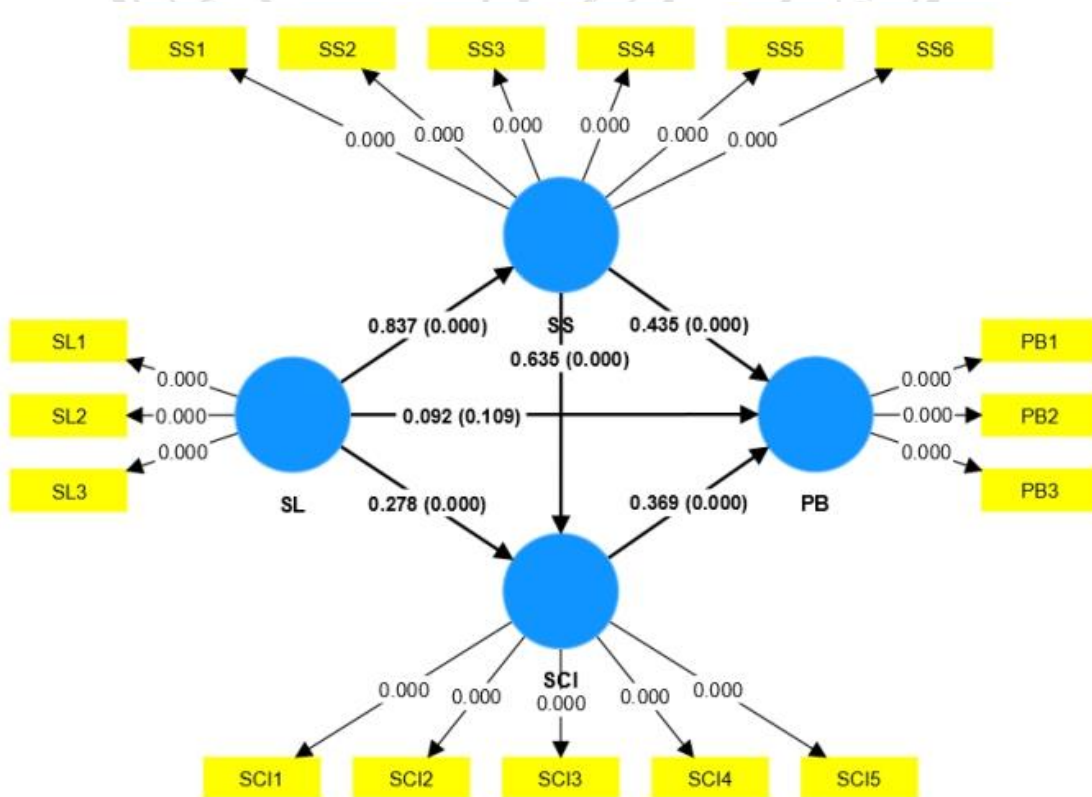 SS1 SS2 SS3 SS4 SS5 SS6
0.000 0.000 0.000 0.000 0.000 0.000
SL1
SL2
SL3
0.000
0.000
0.000
SL
0.837 (0.000)
SS
0.435 (0.000)
0.635 (0.000)
0.092 (0.109)
0.278 (0.000)
0.369 (0.000)
PB
0.000
0.000
0.000
PB1
PB2
PB3
SCI
0.000 0.000 0.000 0.000 0.000
SCI1 SCI2 SCI3 SCI4 SCI5